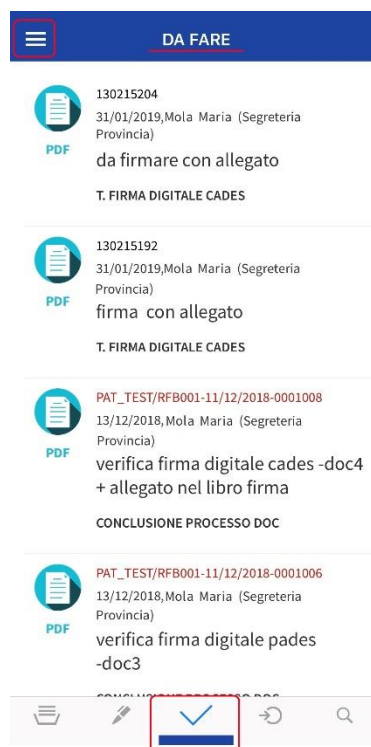 DA FARE
130215204
31/01/2019,Mola Maria (Segreteria
Provincia)
PDF
da firmare con allegato
T. FIRMA DIGITALE CADES
130215192
31/01/2019,Mola Maria (Segreteria
Provincia)
PDF
firma con allegato
T. FIRMA DIGITALE CADES
PAT_TEST/RFB001-11/12/2018-0001008
13/12/2018,Mola Maria (Segreteria
Provincia)
PDF
verifica firma digitale cades -doc4
+ allegato nel libro firma
CONCLUSIONE PROCESSO DOC
PAT_TEST/RFB001-11/12/2018-0001006
13/12/2018,Mola Maria (Segreteria
Provincia)
PDF
verifica firma digitale pades
-doc3
CONCLUSIONE PROCESSO DOC